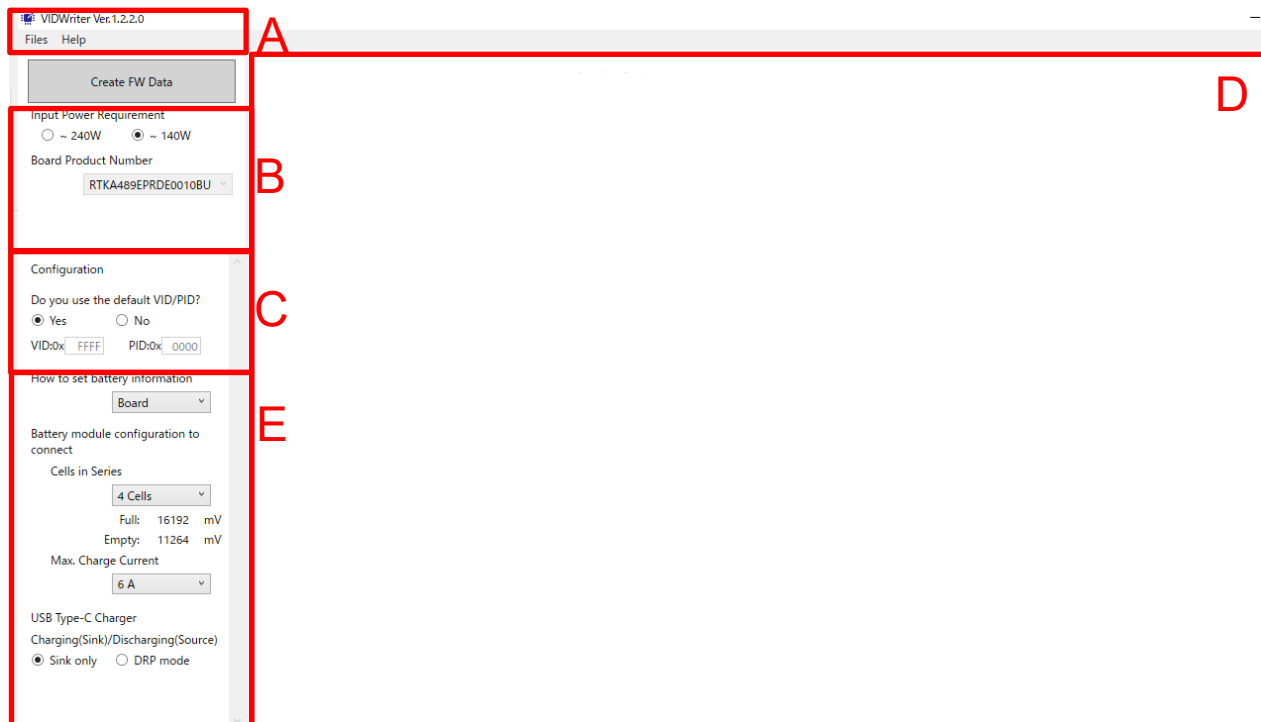 VIDWriter Ver.1.2.2.0
Files Help
A
Create FW Data
D
Input Power Requirement
~ 240W ~ 140W
Board Product Number
RTKA489EPRDE0010BU
B
Configuration
Do you use the default VID/PID?
Yes No
VID:0x FFFF PID:0x 0000
C
How to set battery information
Board
E
Battery module configuration to
connect
Cells in Series
4 Cells
Full: 16192 mV
Empty: 11264 mV
Max. Charge Current
6 A
USB Type-C Charger
Charging(Sink)/Discharging(Source)
Sink only DRP mode